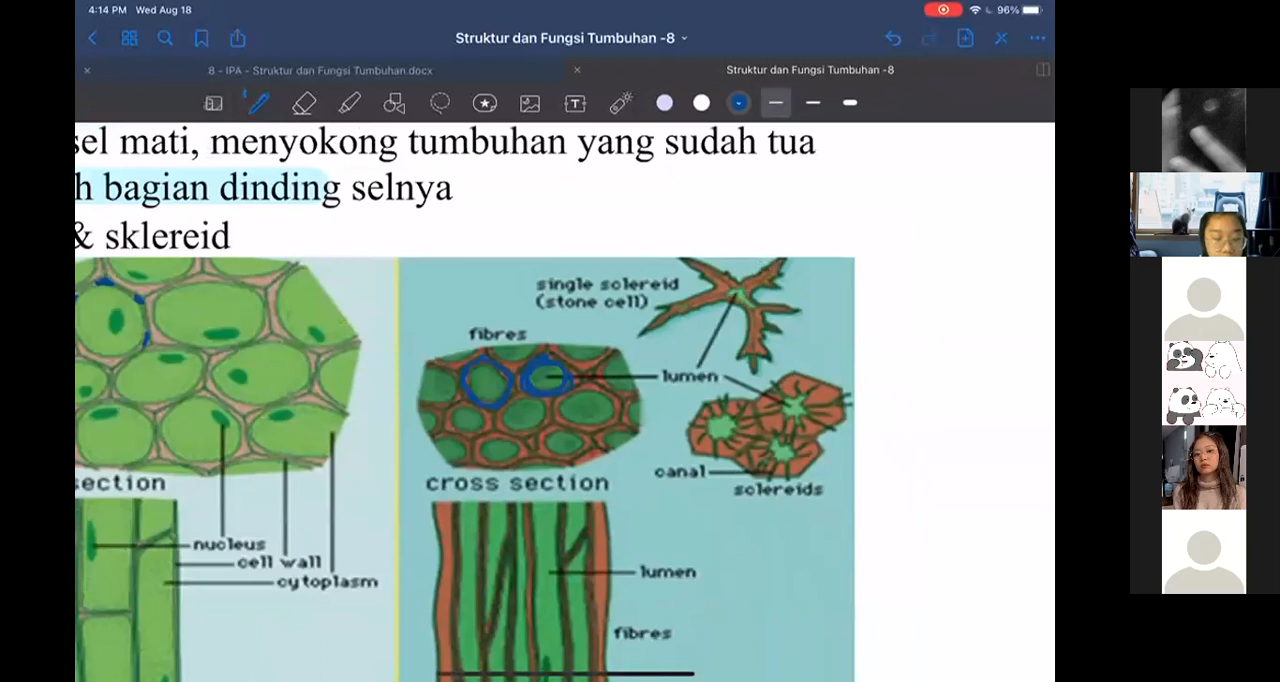 4:14 PM Wed Aug 18
96%
Struktur dan Fungsi Tumbuhan -8
8 - IPA - Struktur dan Fungsi Tumbuhan.docx
Struktur dan Fungsi Tumbuhan -8
sel mati, menyokong tumbuhan yang sudah tua
h bagian dinding selnya
& sklereid
single sclereid
(stone cell)
fibres
lumen
canal
sclereids
section
cross section
nucleus
cell wall
cytoplasm
lumen
fibres